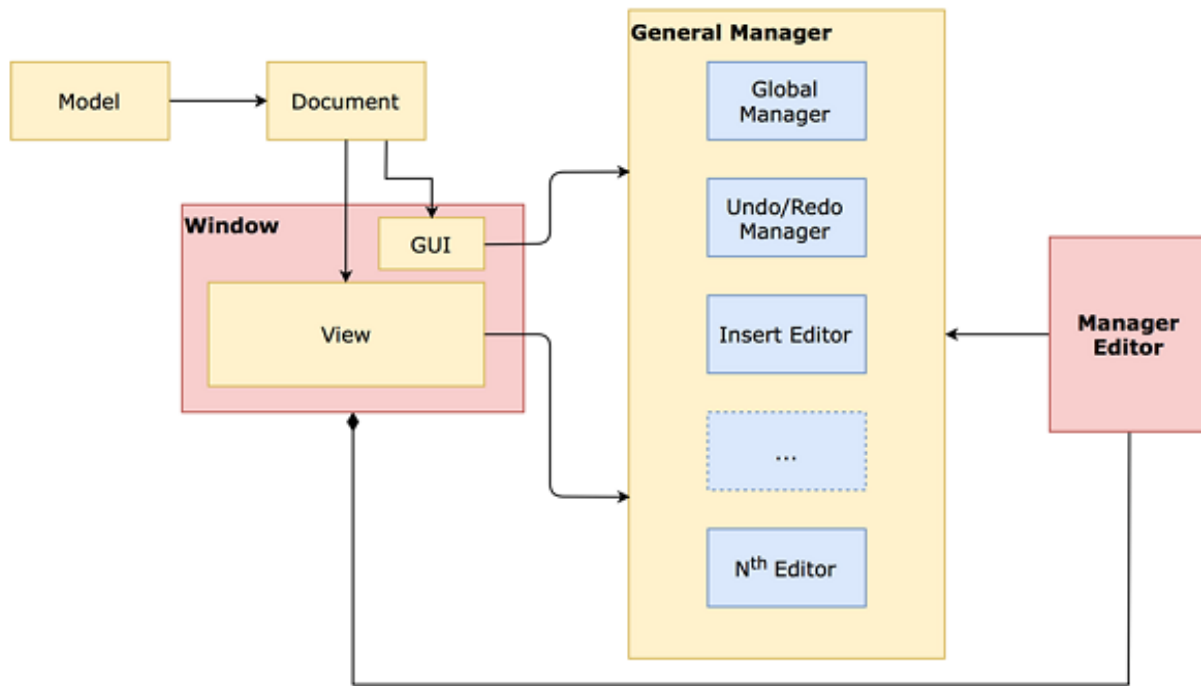 General Manager
Model
Document
Global
Manager
Undo/Redo
Manager
Window
GUI
View
Insert Editor
Manager
Editor
...
Nth Editor